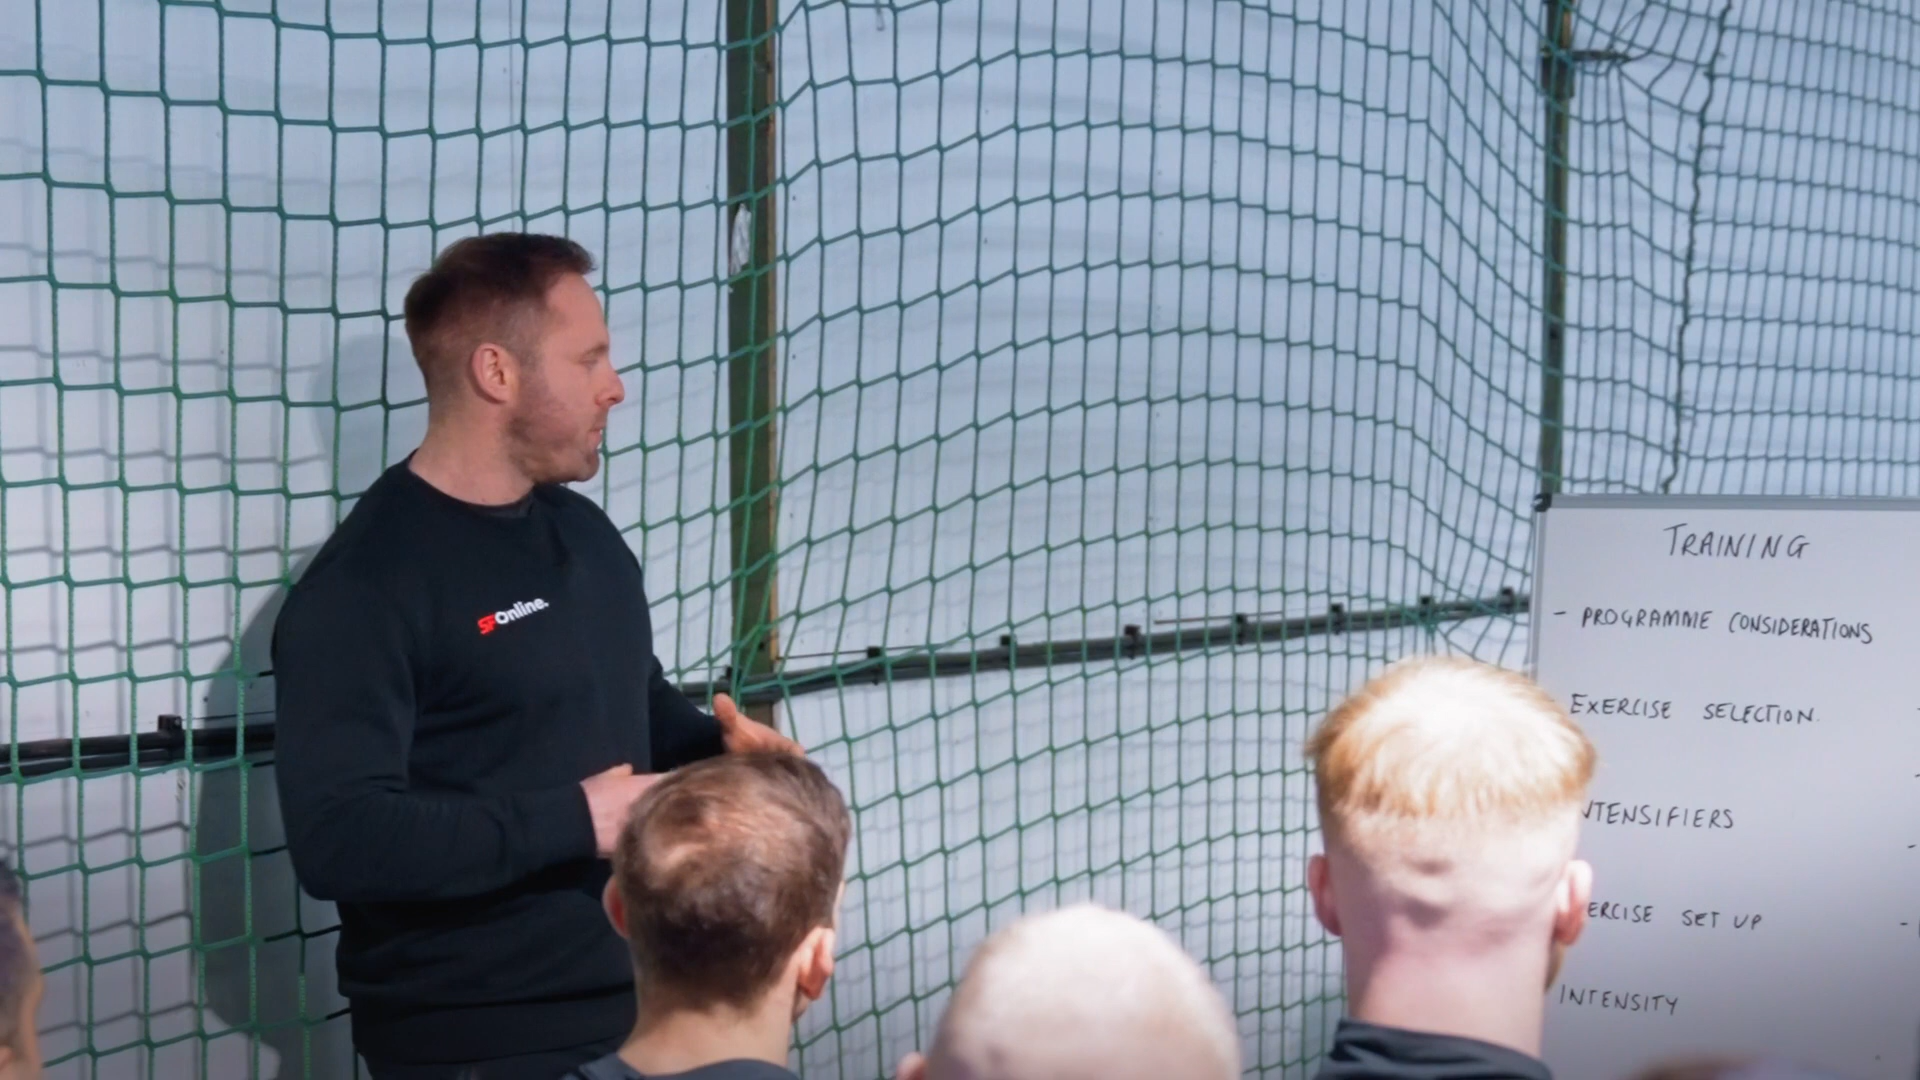 SFOnline.
TRAINING
- PROGRAMME CONSIDERATIONS
EXERCISE SELECTION.
NTENSIFIERS
ERCISE SET UP
INTENSITY